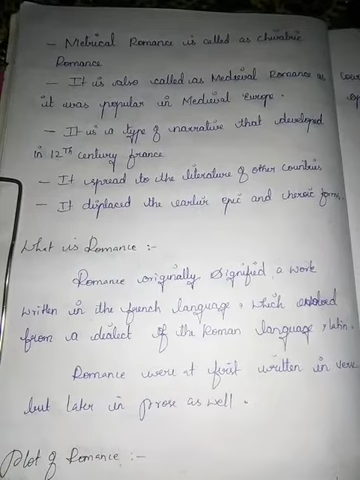 - Metrical Romance is called as chivalric
Romance
- It is also called as Medieval Romance as
it was popular in Medieval Europe.
- It is a type of narrative that developed
in 12th century france
- It spread to the literature of other countries
- It displaced the earlier epic and heroic forms.
What is Romance :-
Romance originally signified a work
written in the french language, which evolved
from a dialect of the Roman language, latin.
Romance were at first written in verse
but later in prose as well.
Plot of Romance :-